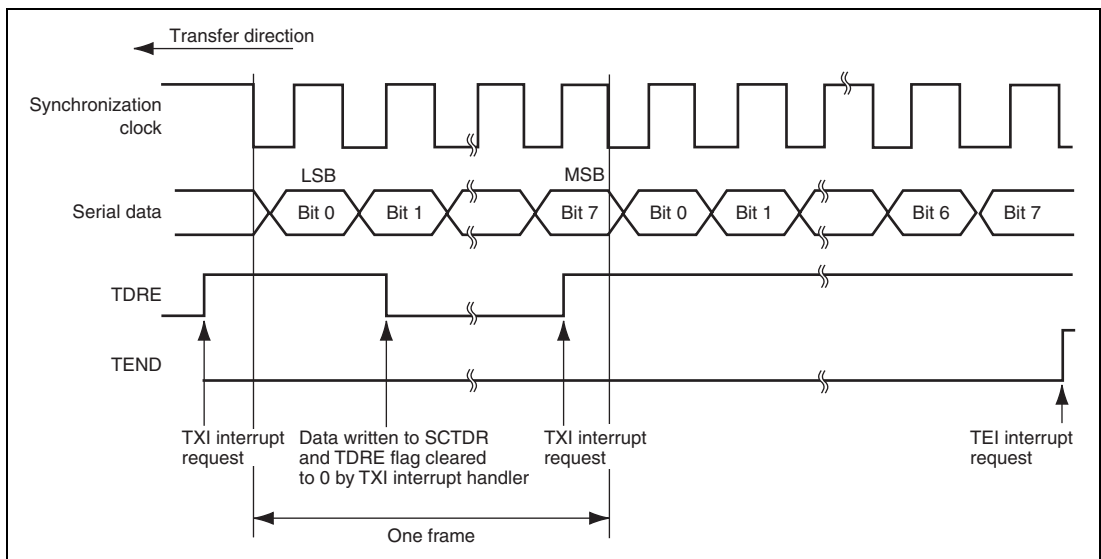 Transfer direction
Synchronization
clock
LSB
MSB
Serial data
Bit 0
Bit 1
Bit 7
Bit 0
Bit 1
Bit 6
Bit 7
TDRE
TEND
TXI interrupt
request
Data written to SCTDR
and TDRE flag cleared
to 0 by TXI interrupt handler
TXI interrupt
request
TEI interrupt
request
One frame